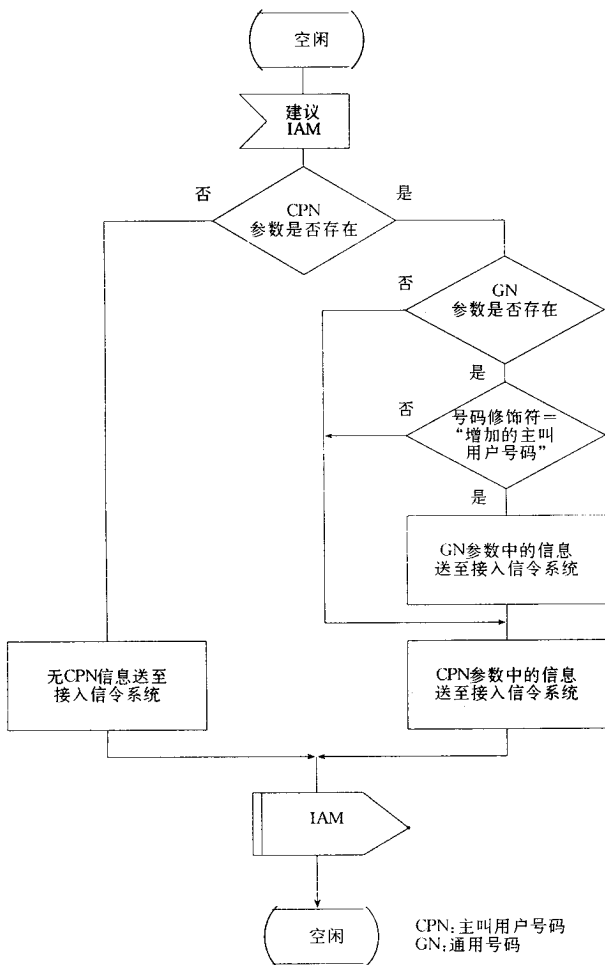 空闲
建议
IAM
否
是
CPN
参数是否存在
否
GN
参数是否存在
是
否
号码修饰符=
“增加的主叫
用户号码”
是
GN参数中的信息
送至接入信令系统
无CPN信息送至
接入信令系统
CPN参数中的信息
送至接入信令系统
IAM
空闲
CPN:主叫用户号码
GN:通用号码